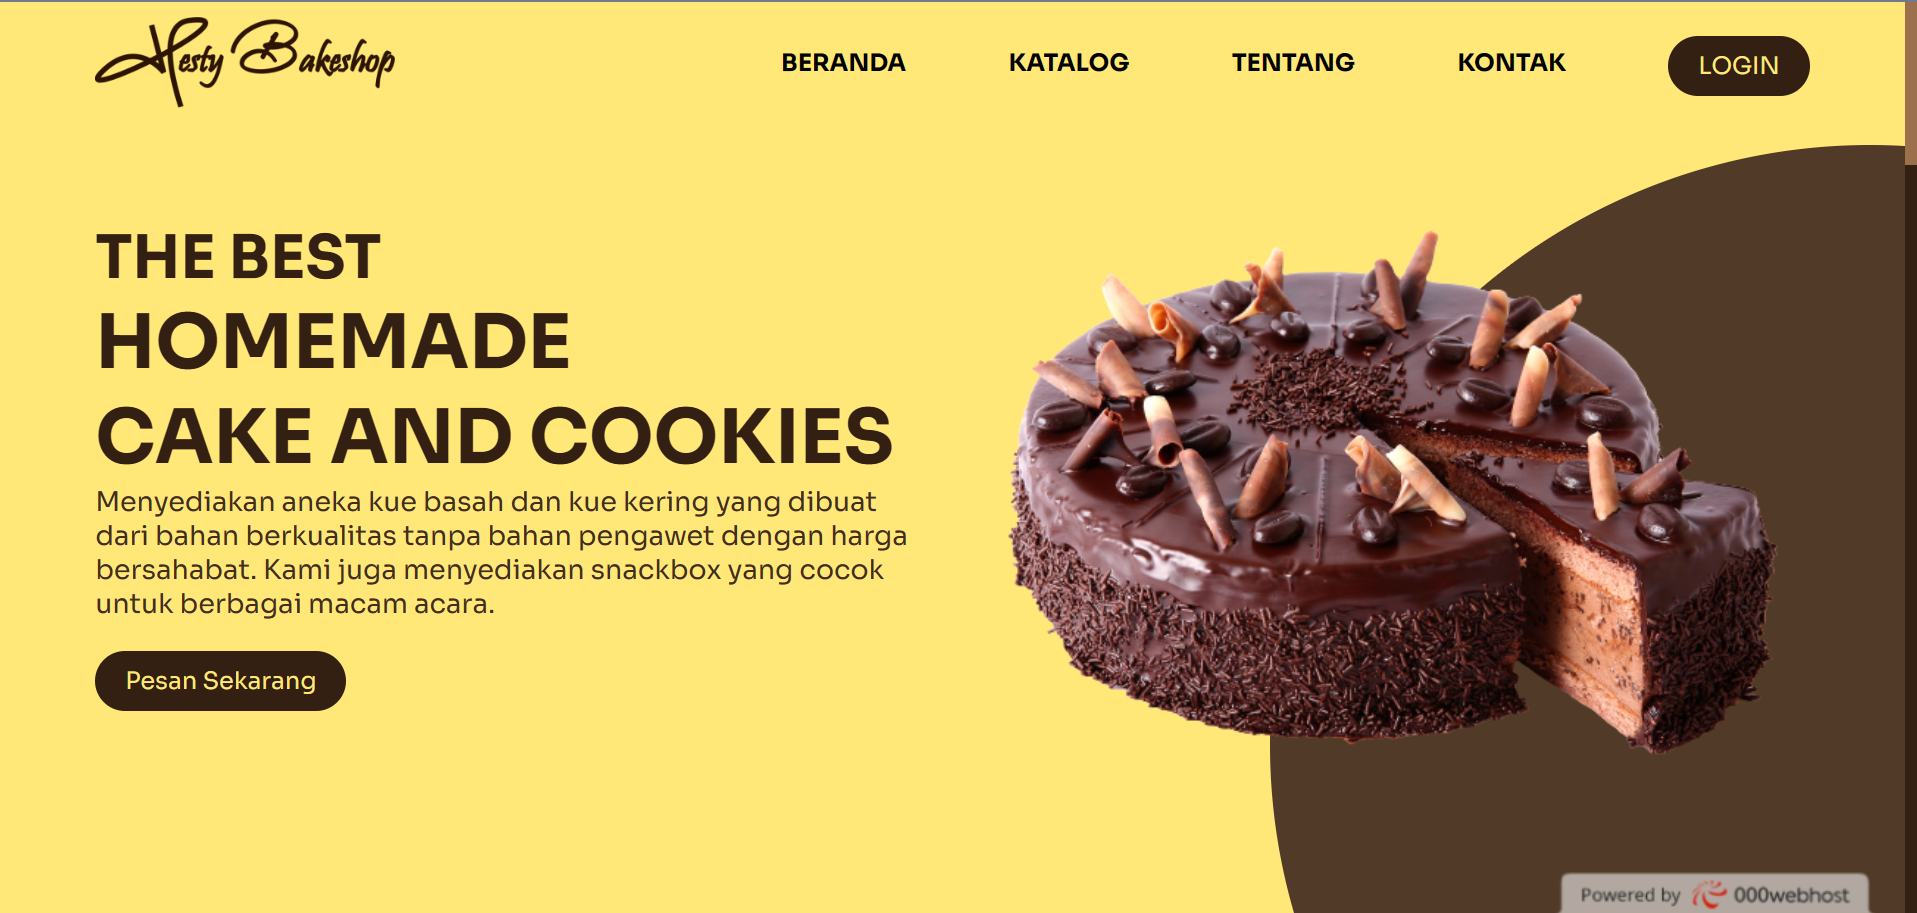 Hesty Bakeshop
BERANDA
KATALOG
TENTANG
KONTAK
LOGIN
THE BEST
HOMEMADE
CAKE AND COOKIES
Menyediakan aneka kue basah dan kue kering yang dibuat
dari bahan berkualitas tanpa bahan pengawet dengan harga
bersahabat. Kami juga menyediakan snackbox yang cocok
untuk berbagai macam acara.
Pesan Sekarang
Powered by 000webhost